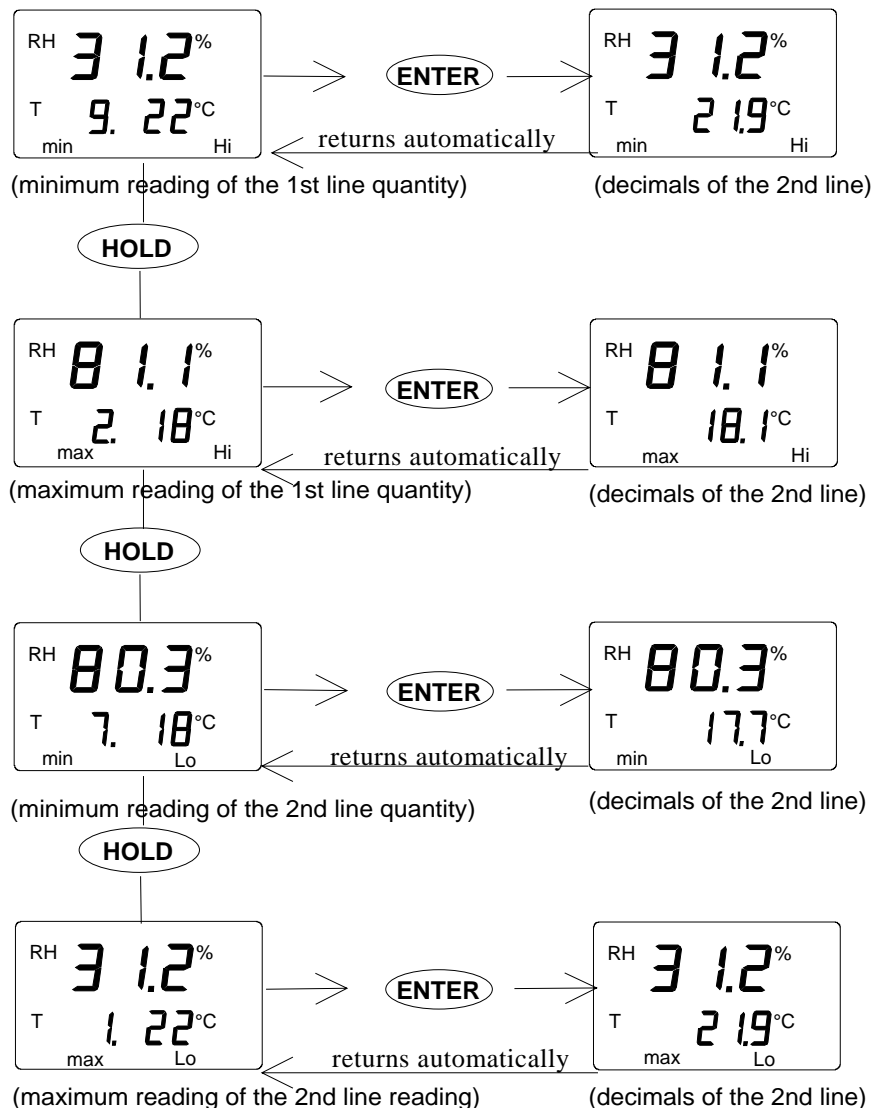 RH 31.2%
T 9. 22°C
min Hi
ENTER
RH 31.2%
T 21.9°C
min Hi
returns automatically
(minimum reading of the 1st line quantity)
(decimals of the 2nd line)
HOLD
RH 81.1%
T 2. 18°C
max Hi
ENTER
RH 81.1%
T 18.1°C
max Hi
returns automatically
(maximum reading of the 1st line quantity)
(decimals of the 2nd line)
HOLD
RH 80.3%
T 7. 18°C
min Lo
ENTER
RH 80.3%
T 17.7°C
min Lo
returns automatically
(minimum reading of the 2nd line quantity)
(decimals of the 2nd line)
HOLD
RH 31.2%
T 1. 22°C
max Lo
ENTER
RH 31.2%
T 21.9°C
max Lo
returns automatically
(maximum reading of the 2nd line reading)
(decimals of the 2nd line)